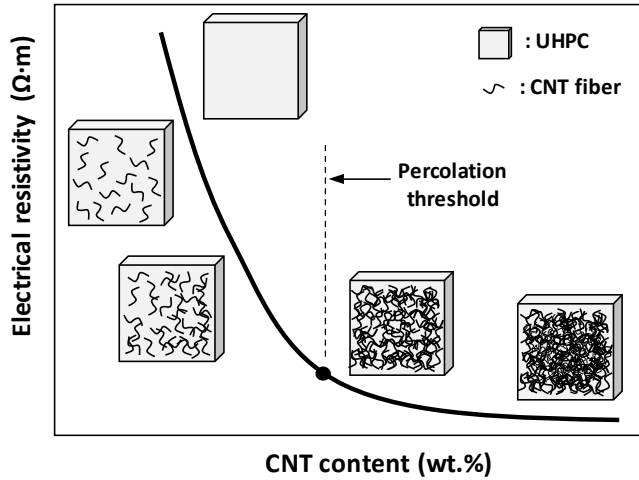 : UHPC
: CNT fiber
Percolation
threshold
Electrical resistivity (Ω·m)
CNT content (wt.%)